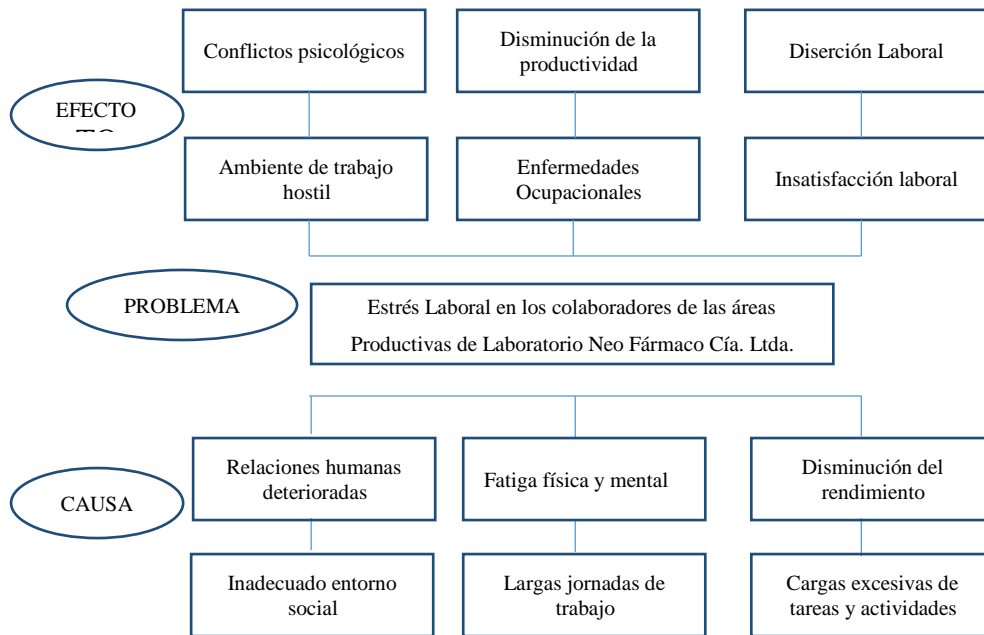 Conflictos psicológicos
Disminución de la
productividad
Diserción Laboral
EFECTO
Ambiente de trabajo
hostil
Enfermedades
Ocupacionales
Insatisfacción laboral
PROBLEMA
Estrés Laboral en los colaboradores de las áreas
Productivas de Laboratorio Neo Fármaco Cía. Ltda.
Relaciones humanas
deterioradas
Fatiga física y mental
Disminución del
rendimiento
CAUSA
Inadecuado entorno
social
Largas jornadas de
trabajo
Cargas excesivas de
tareas y actividades